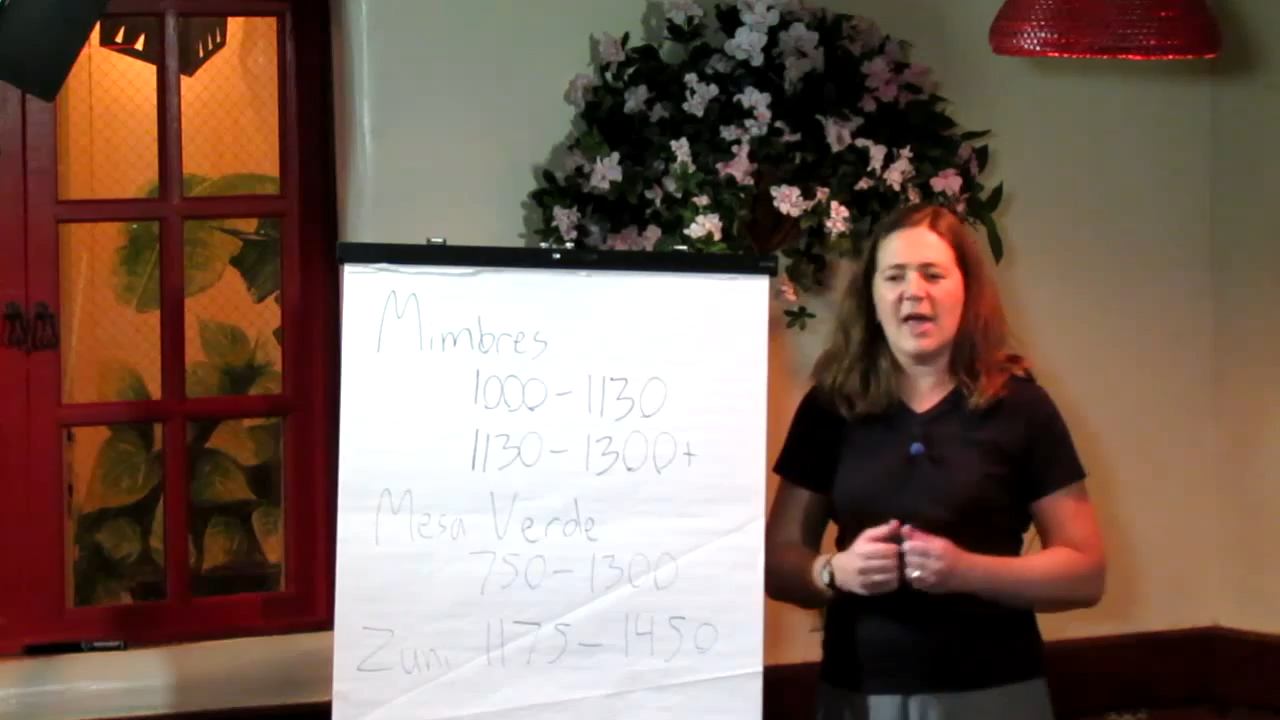 Mimbres
1000-1130
1130-1300+
Mesa Verde
750-1300
Zuni 1175-1450